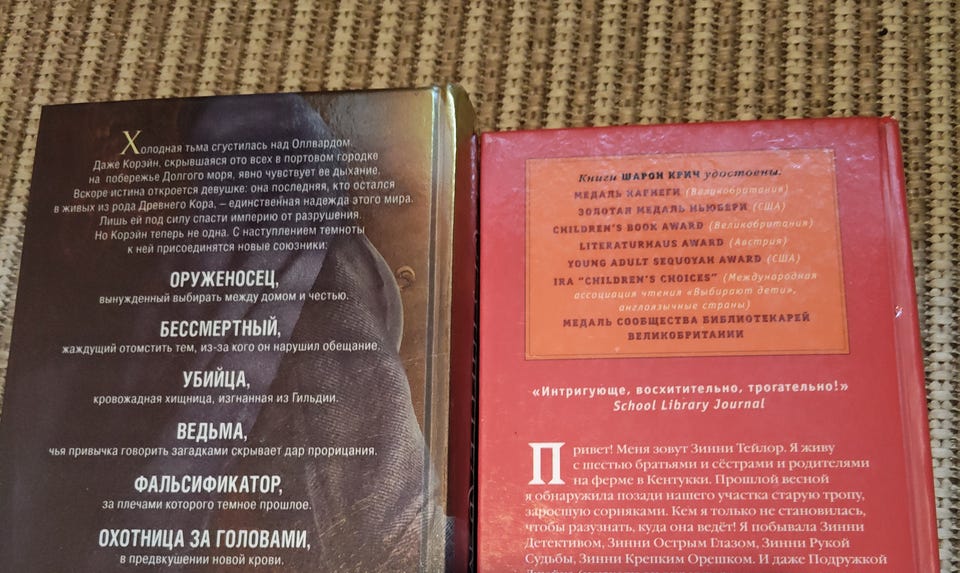 Холодная тьма сгустилась над Оллвардом.
Даже Корэйн, скрывшаяся ото всех в портовом городке
на побережье Долгого моря, явно чувствует ее дыхание.
Вскоре истина откроется девушке: она последняя, кто остался
в живых из рода Древнего Кора, – единственная надежда этого мира.
Лишь ей под силу спасти империю от разрушения.
Но Корэйн теперь не одна. С наступлением темноты
к ней присоединятся новые союзники:
ОРУЖЕНОСЕЦ,
вынужденный выбирать между домом и честью.
БЕССМЕРТНЫЙ,
жаждущий отомстить тем, из-за кого он нарушил обещание.
УБИЙЦА,
кровожадная хищница, изгнанная из Гильдии.
ВЕДЬМА,
чья привычка говорить загадками скрывает дар прорицания.
ФАЛЬСИФИКАТОР,
за плечами которого темное прошлое.
ОХОТНИЦА ЗА ГОЛОВАМИ,
в предвкушении новой крови.
Книги ШАРОН КРИЧ удостоены:
МЕДАЛЬ КАРНЕГИ (Великобритания)
ЗОЛОТАЯ МЕДАЛЬ НЬЮБЕРИ (США)
CHILDREN'S BOOK AWARD (Великобритания)
LITERATURHAUS AWARD (Австрия)
YOUNG ADULT SEQUOYAH AWARD (США)
IRA "CHILDREN'S CHOICES" (Международная
ассоциация чтения «Выбирают дети»,
англоязычные страны)
МЕДАЛЬ СООБЩЕСТВА БИБЛИОТЕКАРЕЙ
ВЕЛИКОБРИТАНИИ
«Интригующе, восхитительно, трогательно!»
School Library Journal
Привет! Меня зовут Зинни Тейлор. Я живу
с шестью братьями и сёстрами и родителями
на ферме в Кентукки. Прошлой весной
я обнаружила позади нашего участка старую тропу,
заросшую сорняками. Кем я только не становилась,
чтобы разузнать, куда она ведёт! Я побывала Зинни
Детективом, Зинни Острым Глазом, Зинни Рукой
Судьбы, Зинни Крепким Орешком. И даже Подружкой